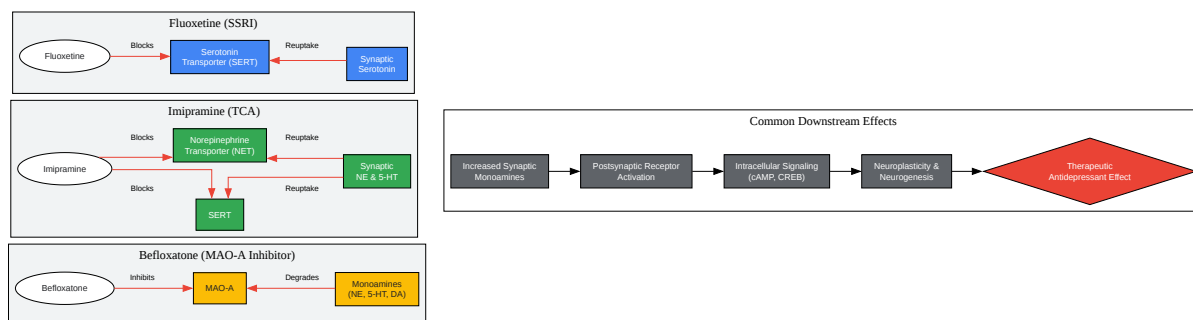 Fluoxetine (SSRI)
Fluoxetine
Blocks
Serotonin
Transporter (SERT)
Reuptake
Synaptic
Serotonin
Imipramine (TCA)
Imipramine
Blocks
Norepinephrine
Transporter (NET)
Reuptake
Synaptic
NE & 5-HT
Blocks
Reuptake
SERT
Befloxatone (MAO-A Inhibitor)
Befloxatone
Inhibits
MAO-A
Degrades
Monoamines
(NE, 5-HT, DA)
Common Downstream Effects
Increased Synaptic
Monoamines
Postsynaptic Receptor
Activation
Intracellular Signaling
(cAMP, CREB)
Neuroplasticity &
Neurogenesis
Therapeutic
Antidepressant Effect